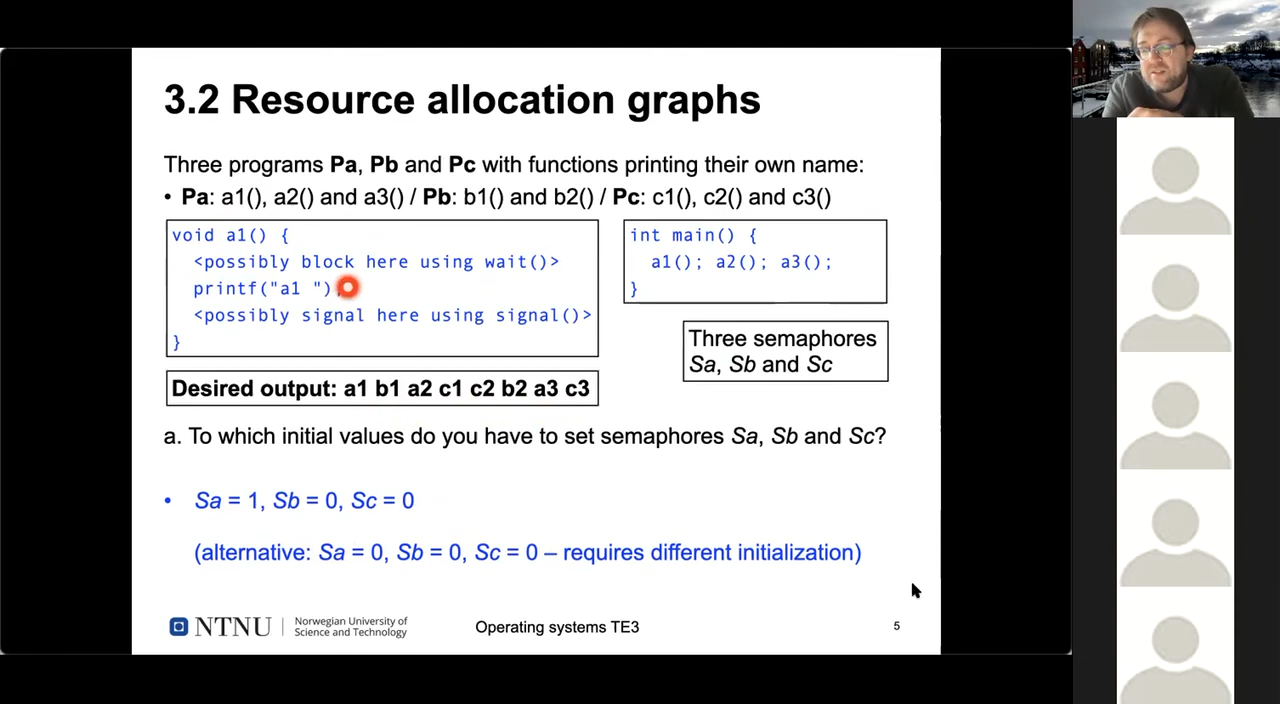 3.2 Resource allocation graphs
Three programs Pa, Pb and Pc with functions printing their own name:
• Pa: a1(), a2() and a3() / Pb: b1() and b2() / Pc: c1(), c2() and c3()
void a1() {
<possibly block here using wait()>
printf("a1 ");
<possibly signal here using signal()>
}
int main() {
a1(); a2(); a3();
}
Three semaphores
Sa, Sb and Sc
Desired output: a1 b1 a2 c1 c2 b2 a3 c3
a. To which initial values do you have to set semaphores Sa, Sb and Sc?
• Sa = 1, Sb = 0, Sc = 0
(alternative: Sa = 0, Sb = 0, Sc = 0 – requires different initialization)
NTNU
Norwegian University of
Science and Technology
Operating systems TE3
5